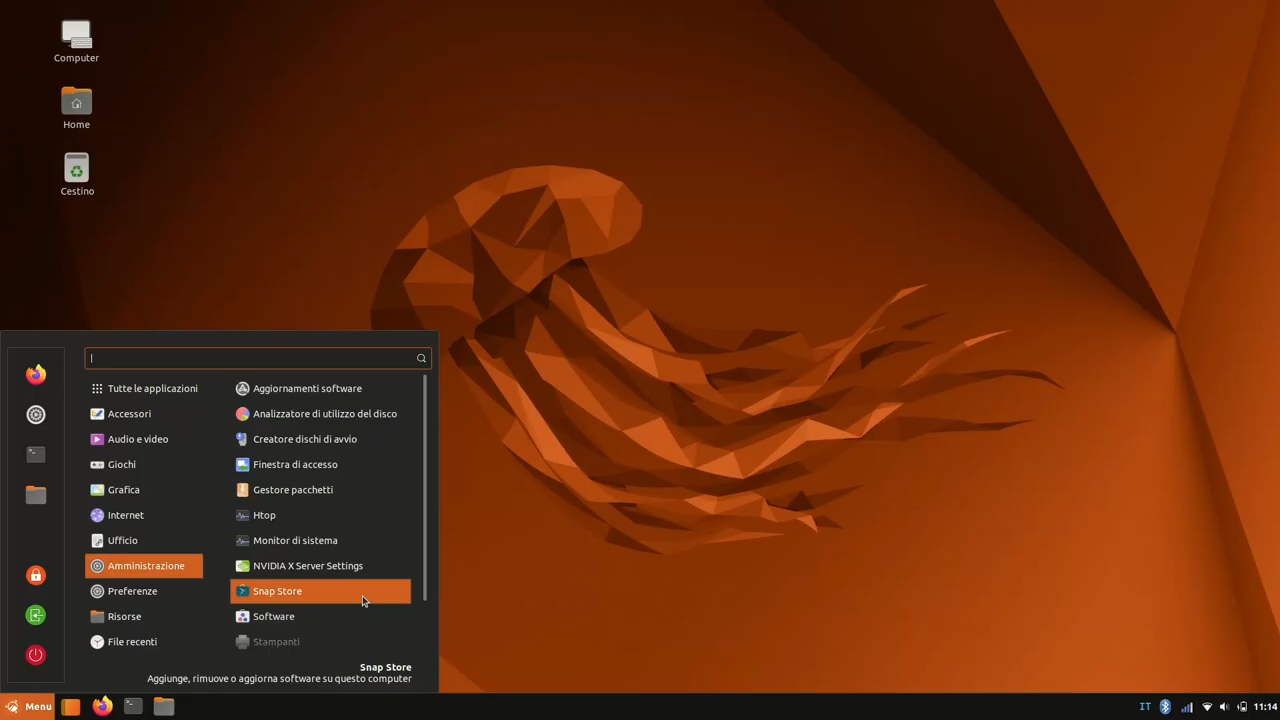 Computer
Home
Cestino
Tutte le applicazioni
Accessori
Audio e video
Giochi
Grafica
Internet
Ufficio
Amministrazione
Preferenze
Risorse
File recenti
Aggiornamenti software
Analizzatore di utilizzo del disco
Creatore dischi di avvio
Finestra di accesso
Gestore pacchetti
Htop
Monitor di sistema
NVIDIA X Server Settings
Snap Store
Software
Stampanti
Snap Store
Aggiunge, rimuove o aggiorna software su questo computer
Menu
IT
11:14